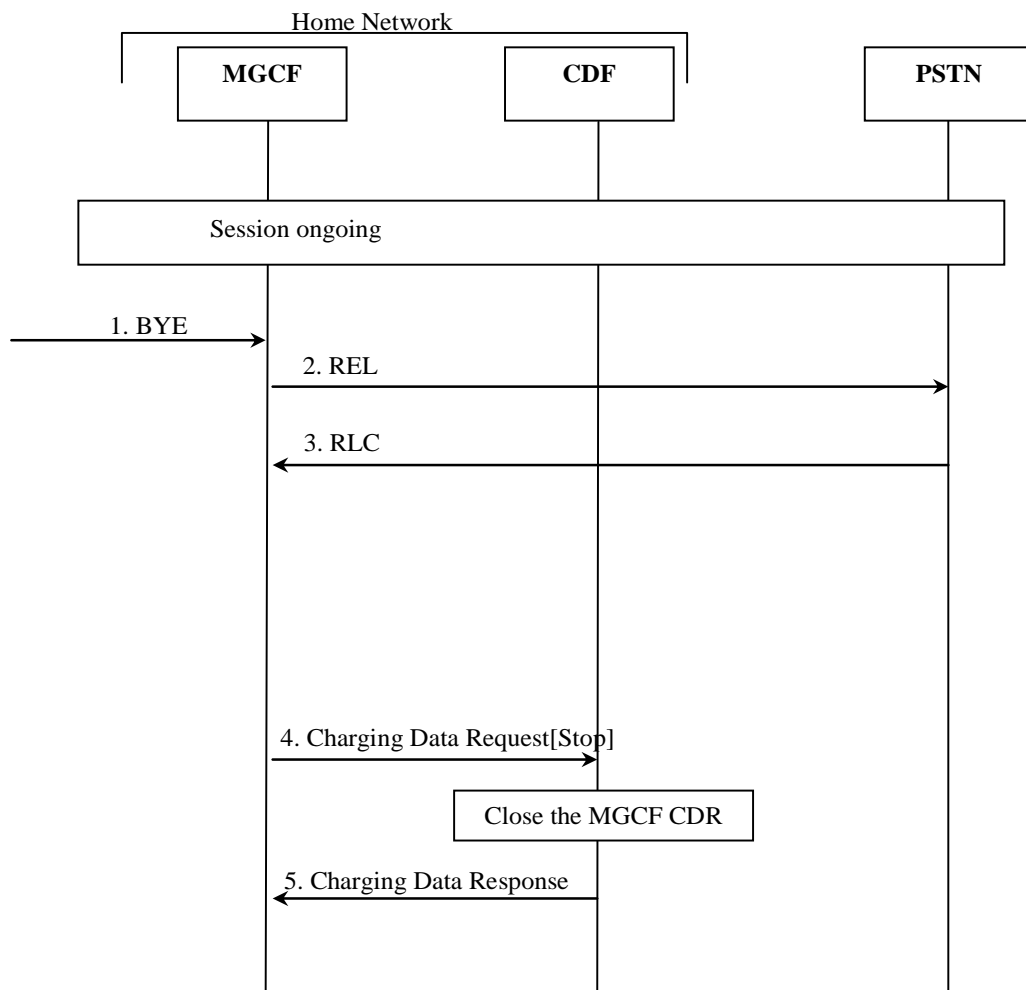 Home Network
MGCF
CDF
PSTN
Session ongoing
1. BYE
2. REL
3. RLC
4. Charging Data Request[Stop]
Close the MGCF CDR
5. Charging Data Response